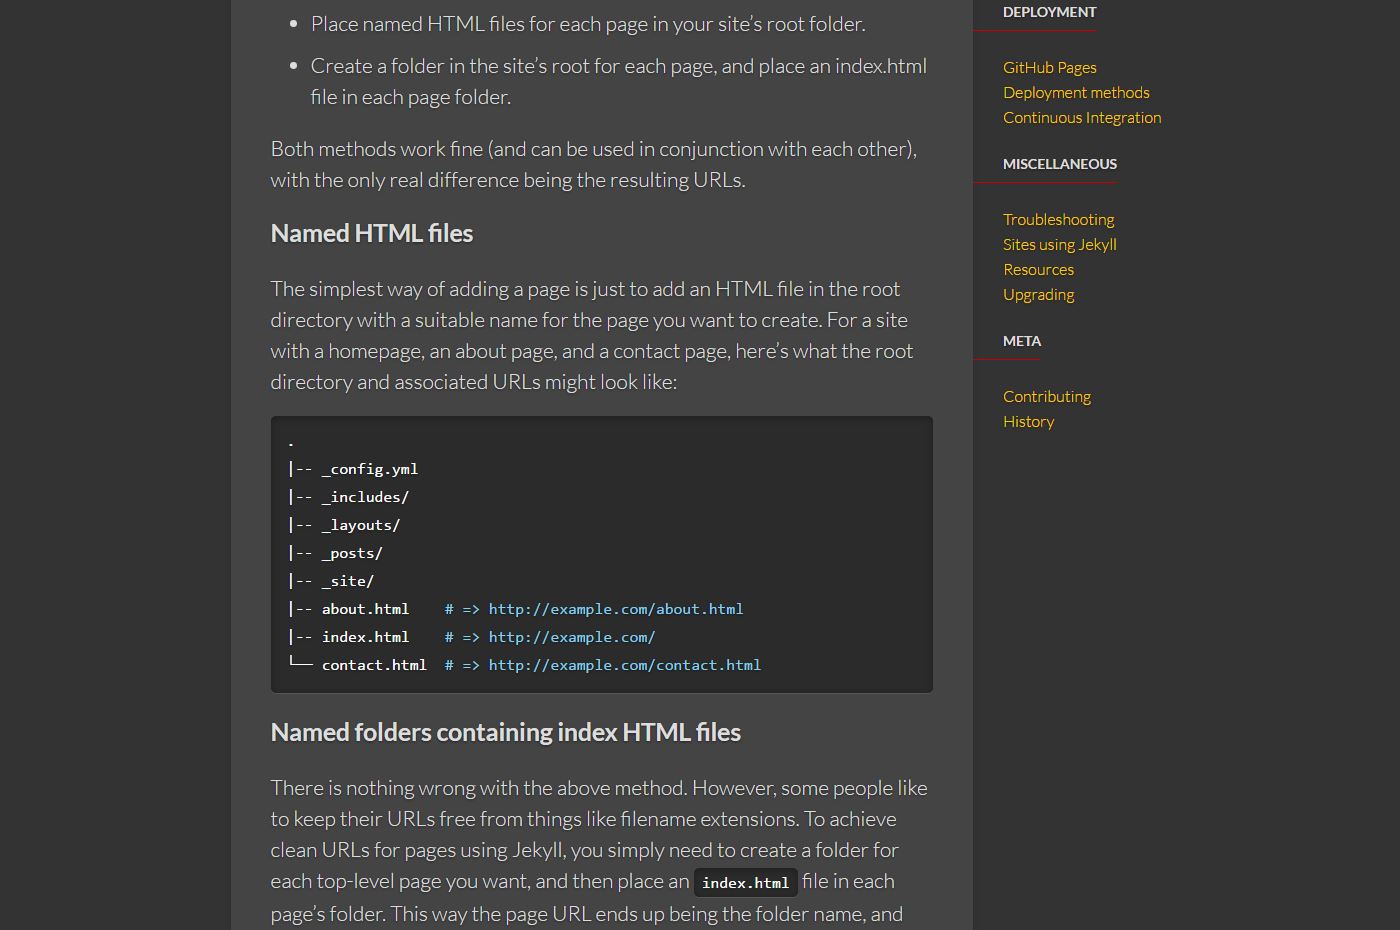 • Place named HTML files for each page in your site’s root folder.
• Create a folder in the site’s root for each page, and place an index.html
file in each page folder.
Both methods work fine (and can be used in conjunction with each other),
with the only real difference being the resulting URLs.
Named HTML files
The simplest way of adding a page is just to add an HTML file in the root
directory with a suitable name for the page you want to create. For a site
with a homepage, an about page, and a contact page, here’s what the root
directory and associated URLs might look like:
.
|-- _config.yml
|-- _includes/
|-- _layouts/
|-- _posts/
|-- _site/
|-- about.html    # => http://example.com/about.html
|-- index.html    # => http://example.com/
└── contact.html  # => http://example.com/contact.html
Named folders containing index HTML files
There is nothing wrong with the above method. However, some people like
to keep their URLs free from things like filename extensions. To achieve
clean URLs for pages using Jekyll, you simply need to create a folder for
each top-level page you want, and then place an index.html file in each
page’s folder. This way the page URL ends up being the folder name, and
DEPLOYMENT
GitHub Pages
Deployment methods
Continuous Integration
MISCELLANEOUS
Troubleshooting
Sites using Jekyll
Resources
Upgrading
META
Contributing
History